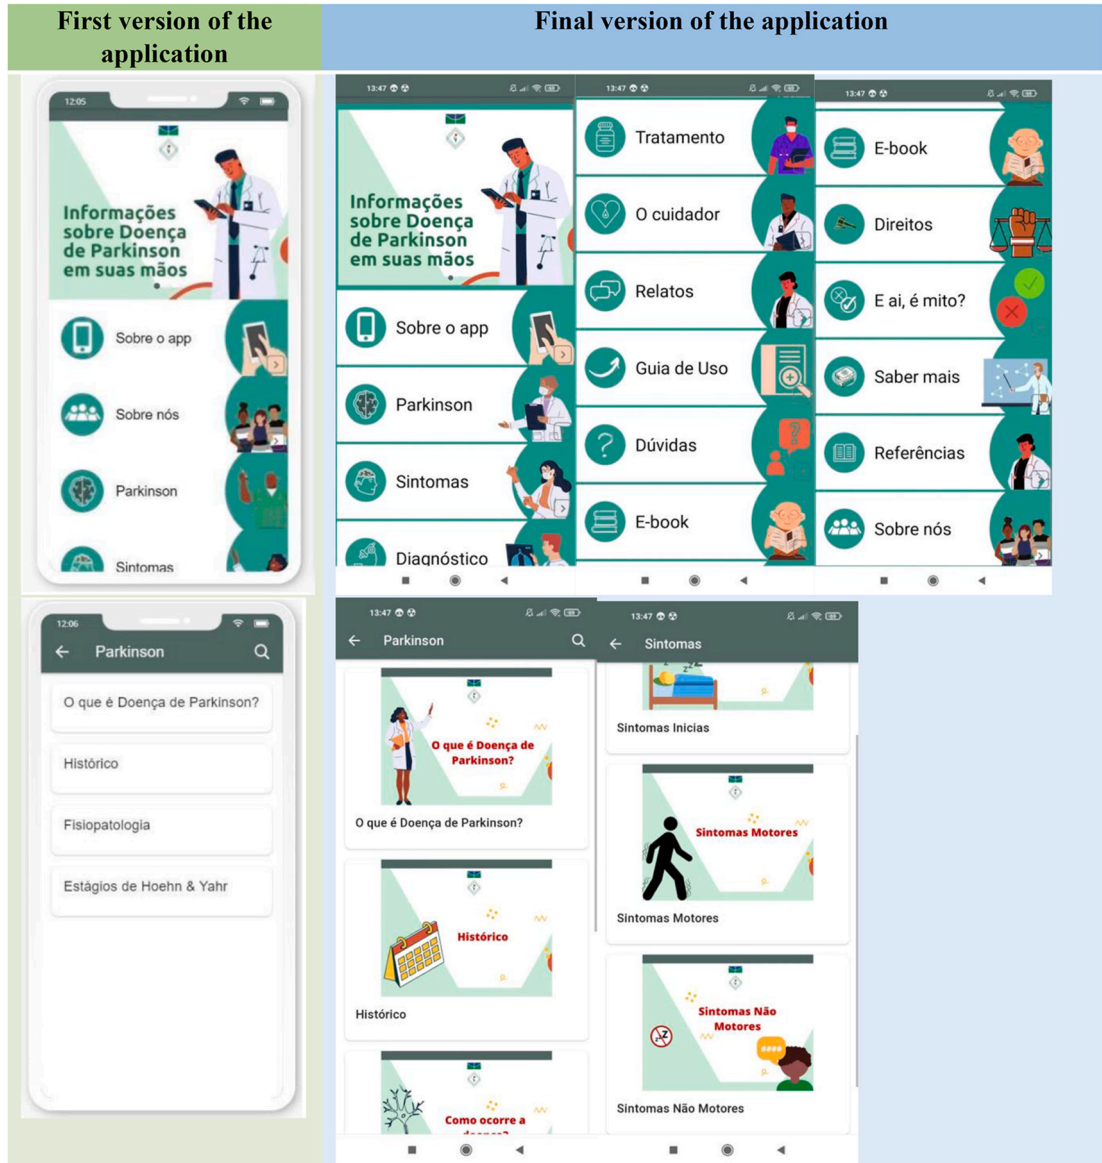 First version of the
application
Final version of the application
12:05
Informações
sobre Doença
de Parkinson
em suas mãos
Sobre o app
Sobre nós
Parkinson
Sintomas
13:47
Informações
sobre Doença
de Parkinson
em suas mãos
Sobre o app
Parkinson
Sintomas
Diagnóstico
13:47
Tratamento
O cuidador
Relatos
Guia de Uso
Dúvidas
E-book
13:47
E-book
Direitos
E ai, é mito?
Saber mais
Referências
Sobre nós
12:06
Parkinson
O que è Doença de Parkinson?
Histórico
Fisiopatologia
Estágios de Hoehn & Yahr
13:47
Parkinson
O que é Doença de
Parkinson?
O que é Doença de Parkinson?
Histórico
Histórico
Como ocorre a
doença?
13:47
Sintomas
zzZ
Sintomas Inicias
Sintomas Motores
Sintomas Motores
Sintomas Não
Motores
####
Sintomas Não Motores